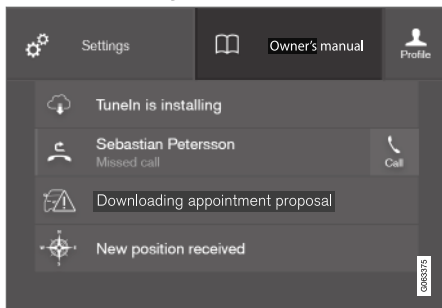 Settings
Owner's manual
Profile
TuneIn is installing
Sebastian Petersson
Missed call
Call
Downloading appointment proposal
New position received
G063375